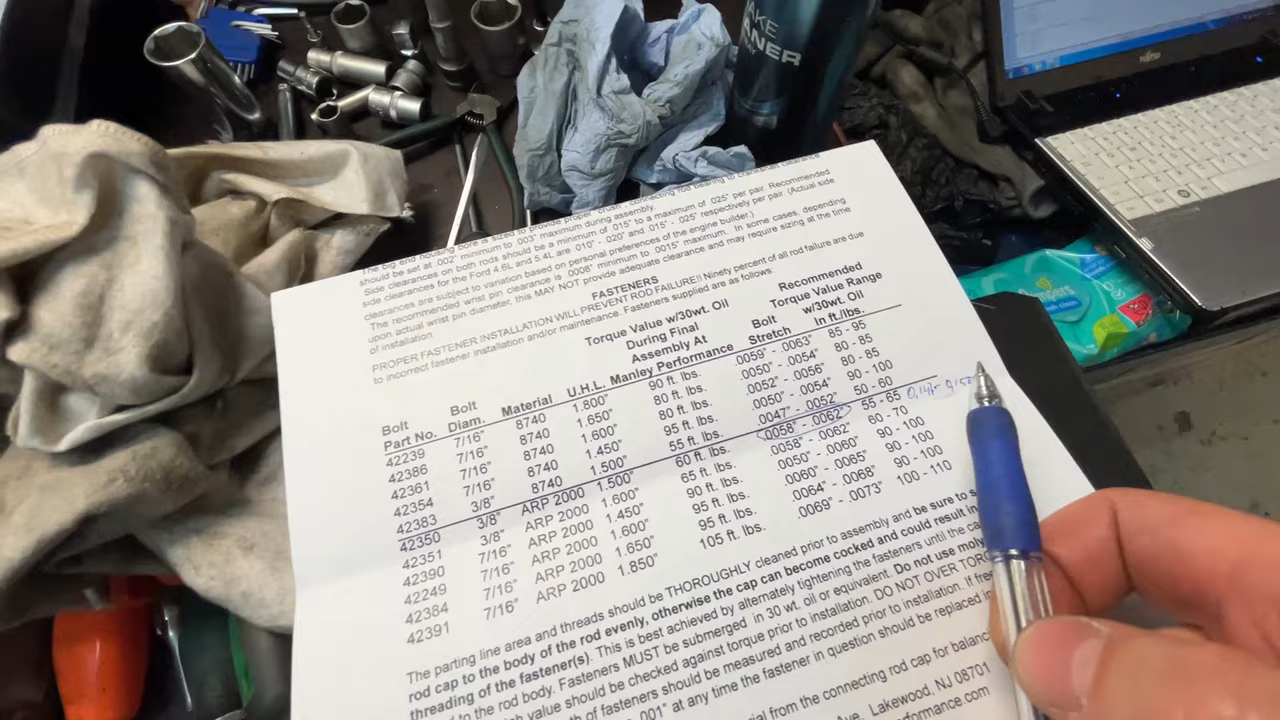 The big end housing bore is sized to provide proper "crush", connecting rod bearing to crankshaft clearance
should be set at .002" minimum to .003" maximum during assembly.
Side clearances on both rods should be a minimum of .015" to a maximum of .025" per pair. Recommended
side clearances for the Ford 4.6L and 5.4L are .010" - .020" and .015" - .025" respectively per pair. (Actual side
clearances are subject to variation based on personal preferences of the engine builder.)
The recommended wrist pin clearance is .0008" minimum to .0015" maximum. In some cases, depending
upon actual wrist pin diameter, this MAY NOT provide adequate clearance and may require sizing at the time
of installation.
FASTENERS
PROPER FASTENER INSTALLATION WILL PREVENT ROD FAILURE!! Ninety percent of all rod failure are due
to incorrect fastener installation and/or maintenance. Fasteners supplied are as follows:
Bolt Part No. Bolt Diam. Material U.H.L. Torque Value w/30wt. Oil During Final Assembly At Manley Performance Bolt Stretch Recommended Torque Value Range w/30wt. Oil In ft./lbs.
42239 7/16" 8740 1.800" 90 ft. lbs. .0059" - .0063" 85 - 95
42386 7/16" 8740 1.650" 80 ft. lbs. .0050" - .0054" 80 - 85
42361 7/16" 8740 1.600" 80 ft. lbs. .0052" - .0056" 80 - 85
42354 7/16" 8740 1.450" 95 ft. lbs. .0050" - .0054" 90 - 100
42383 3/8" 8740 1.500" 55 ft. lbs. .0047" - .0052" 50 - 60
42350 3/8" ARP 2000 1.500" 60 ft. lbs. .0058" - .0062" 55 - 65
42351 3/8" ARP 2000 1.600" 65 ft. lbs. .0058" - .0062" 60 - 70
42390 7/16" ARP 2000 1.450" 90 ft. lbs. .0050" - .0060" 90 - 100
42249 7/16" ARP 2000 1.600" 95 ft. lbs. .0060" - .0065" 90 - 100
42384 7/16" ARP 2000 1.650" 95 ft. lbs. .0064" - .0068" 90 - 100
42391 7/16" ARP 2000 1.850" 105 ft. lbs. .0069" - .0073" 100 - 110
The parting line area and threads should be THOROUGHLY cleaned prior to assembly and be sure to
rod cap to the body of the rod evenly, otherwise the cap can become cocked and could result in
threading of the fastener(s). This is best achieved by alternately tightening the fasteners until the
to the rod body. Fasteners MUST be submerged in 30 wt. oil or equivalent. Do not use moly
value should be checked against torque prior to installation. DO NOT OVER
of fasteners should be measured and recorded prior to installation. If
.001" at any time the fastener in question should be replaced in
from the connecting rod cap for balanc
Lakewood, NJ 08701
AKE
ANER